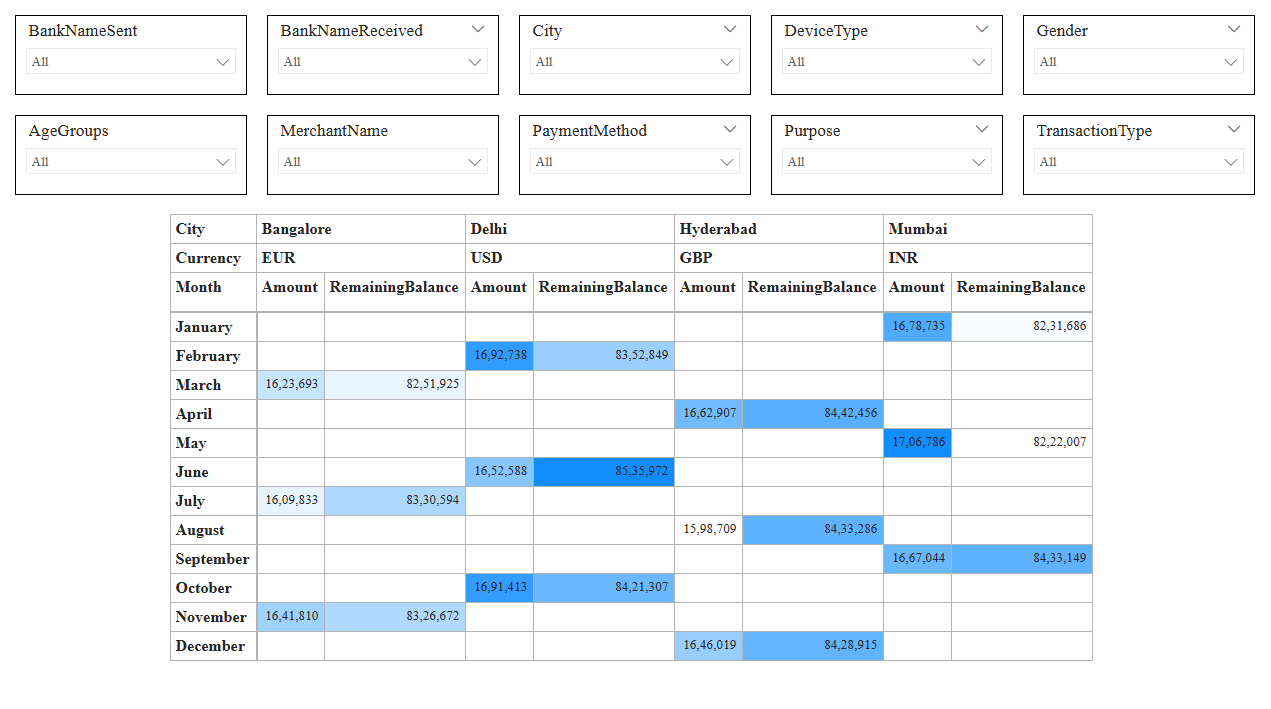 BankNameSent BankNameReceived City DeviceType Gender
All All All All All
AgeGroups MerchantName PaymentMethod Purpose TransactionType
All All All All All
City Bangalore Delhi Hyderabad Mumbai
Currency EUR USD GBP INR
Month Amount RemainingBalance Amount RemainingBalance Amount RemainingBalance Amount RemainingBalance
January 16,78,735 82,31,686
February 16,92,738 83,52,849
March 16,23,693 82,51,925
April 16,62,907 84,42,456
May 17,06,786 82,22,007
June 16,52,588 85,35,972
July 16,09,833 83,30,594
August 15,98,709 84,33,286
September 16,67,044 84,33,149
October 16,91,413 84,21,307
November 16,41,810 83,26,672
December 16,46,019 84,28,915